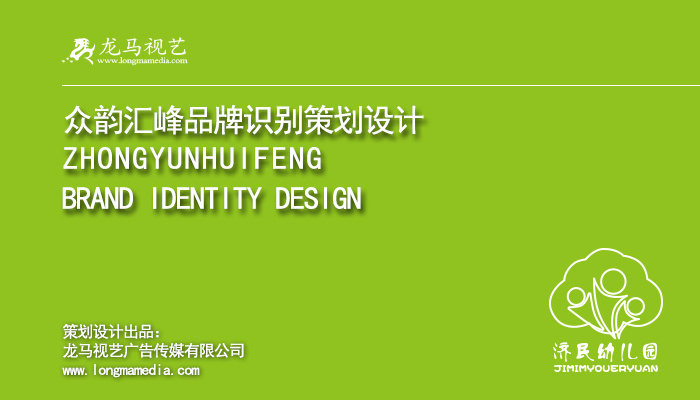 龙马视艺
www.longmamedia.com
众韵汇峰品牌识别策划设计
ZHONGYUNHUIFENG
BRAND IDENTITY DESIGN
策划设计出品：
龙马视艺广告传媒有限公司
www.longmamedia.com
济民幼儿园
JIMIMYOUERYUAN